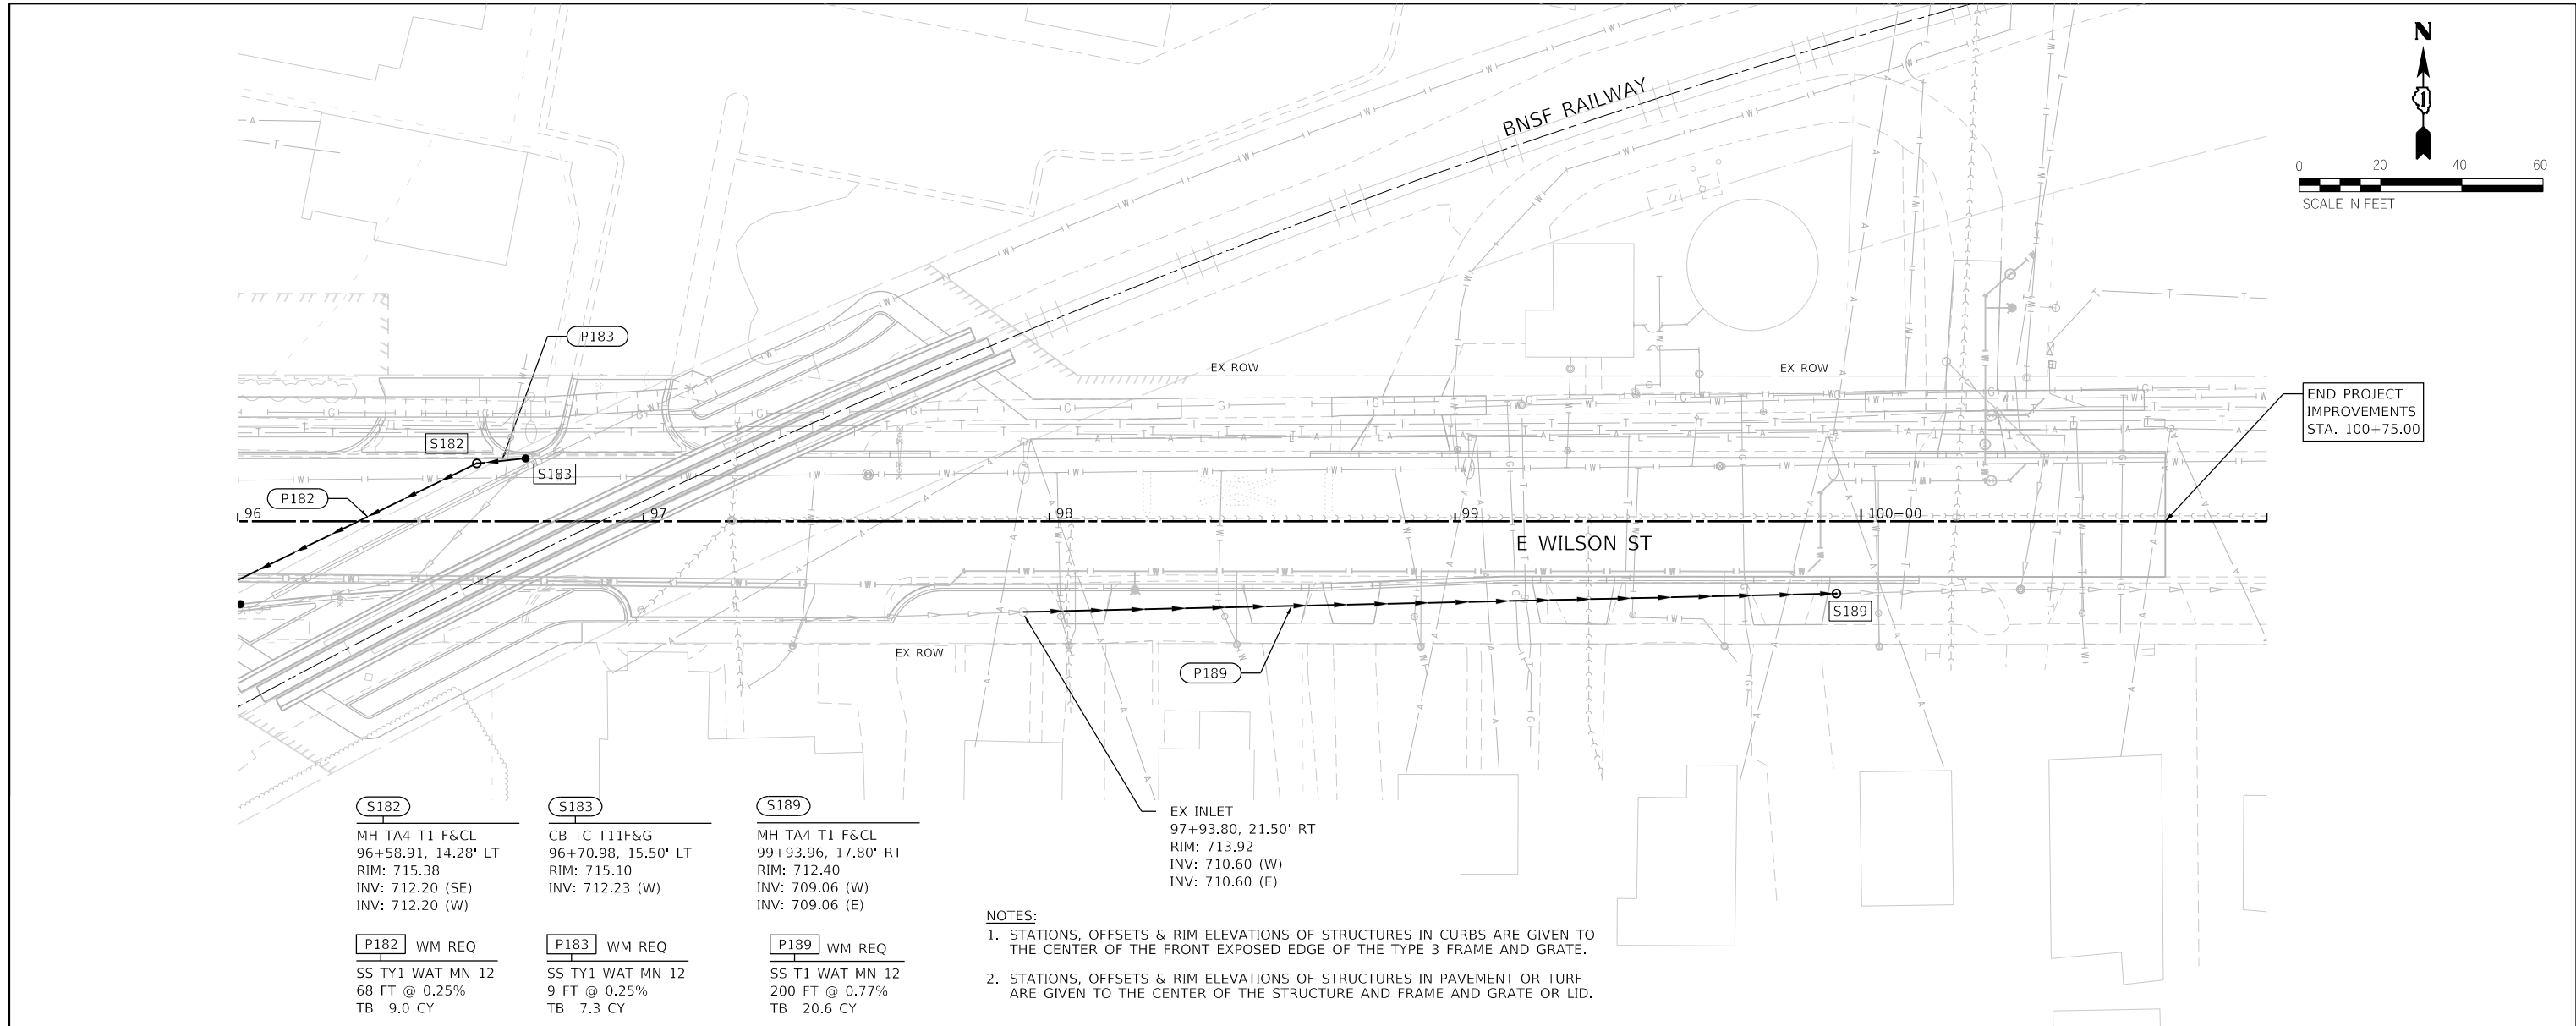 N
0 20 40 60
SCALE IN FEET
BNSF RAILWAY
P183
EX ROW
EX ROW
END PROJECT
IMPROVEMENTS
STA. 100+75.00
S182
S183
P182
96
97
98
99
100+00
E WILSON ST
S189
EX ROW
P189
S182
MH TA4 T1 F&CL
96+58.91, 14.28' LT
RIM: 715.38
INV: 712.20 (SE)
INV: 712.20 (W)
S183
CB TC T11F&G
96+70.98, 15.50' LT
RIM: 715.10
INV: 712.23 (W)
S189
MH TA4 T1 F&CL
99+93.96, 17.80' RT
RIM: 712.40
INV: 709.06 (W)
INV: 709.06 (E)
EX INLET
97+93.80, 21.50' RT
RIM: 713.92
INV: 710.60 (W)
INV: 710.60 (E)
P182 WM REQ
SS TY1 WAT MN 12
68 FT @ 0.25%
TB 9.0 CY
P183 WM REQ
SS TY1 WAT MN 12
9 FT @ 0.25%
TB 7.3 CY
P189 WM REQ
SS T1 WAT MN 12
200 FT @ 0.77%
TB 20.6 CY
NOTES:
1. STATIONS, OFFSETS & RIM ELEVATIONS OF STRUCTURES IN CURBS ARE GIVEN TO
THE CENTER OF THE FRONT EXPOSED EDGE OF THE TYPE 3 FRAME AND GRATE.
2. STATIONS, OFFSETS & RIM ELEVATIONS OF STRUCTURES IN PAVEMENT OR TURF
ARE GIVEN TO THE CENTER OF THE STRUCTURE AND FRAME AND GRATE OR LID.